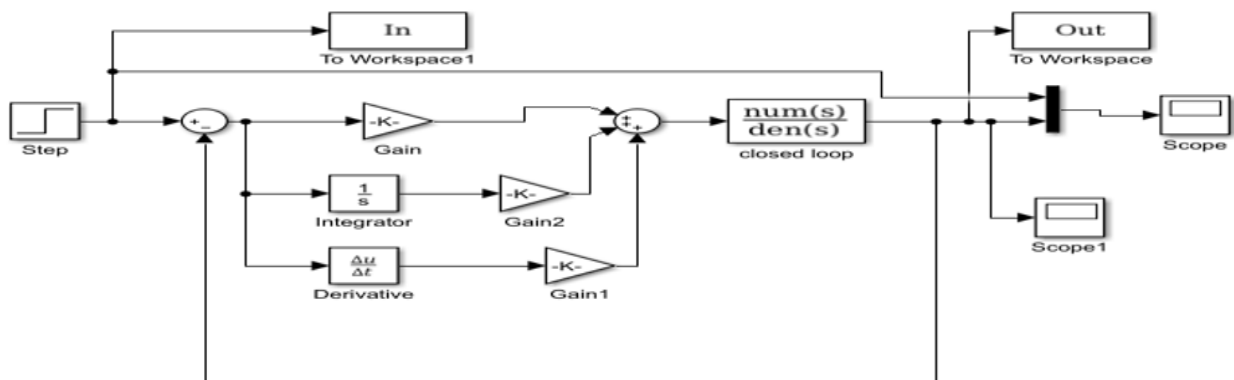 In
To Workspace1
Out
To Workspace
Step
+
−
-K-
Gain
+
+
+
num(s)
den(s)
closed loop
Scope
1
s
Integrator
-K-
Gain2
Scope1
Δu
Δt
Derivative
-K-
Gain1